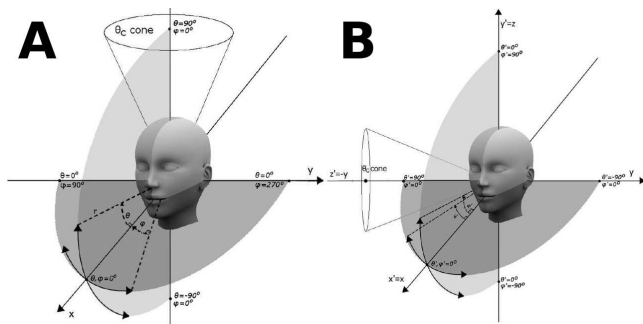 A
θ=90°
φ=0°
θc cone
θ=0°
φ=90°
θ=0°
φ=270°
y
r
θ
φ
θ,φ=0°
x
θ=-90°
φ=0°
B
y'=z
θ'=0°
φ'=90°
θc cone
z'=-y
θ'=90°
φ'=0°
θ'=-90°
φ'=0°
y
θ',φ'=0°
x'=x
θ'=0°
φ'=-90°